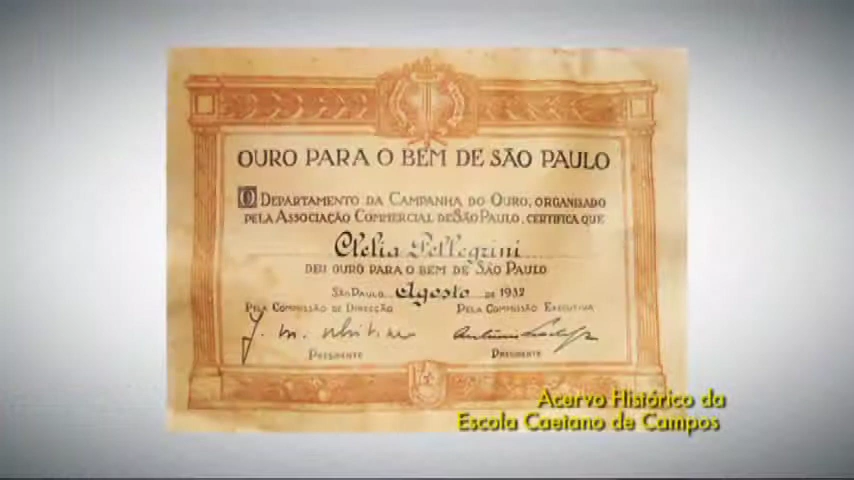 OURO PARA O BEM DE SÃO PAULO
O DEPARTAMENTO DA CAMPANHA DO OURO, ORGANISADO
PELA ASSOCIAÇÃO COMMERCIAL DE SÃO PAULO, CERTIFICA QUE
Clelia Pellegrini
DEU OURO PARA O BEM DE SÃO PAULO
SÃO PAULO, Agosto DE 1932
PELA COMMISSÃO DE DIRECÇÃO PELA COMMISSÃO EXECUTIVA
J. M.
PRESIDENTE PRESIDENTE
Acervo Histórico da
Escola Caetano de Campos